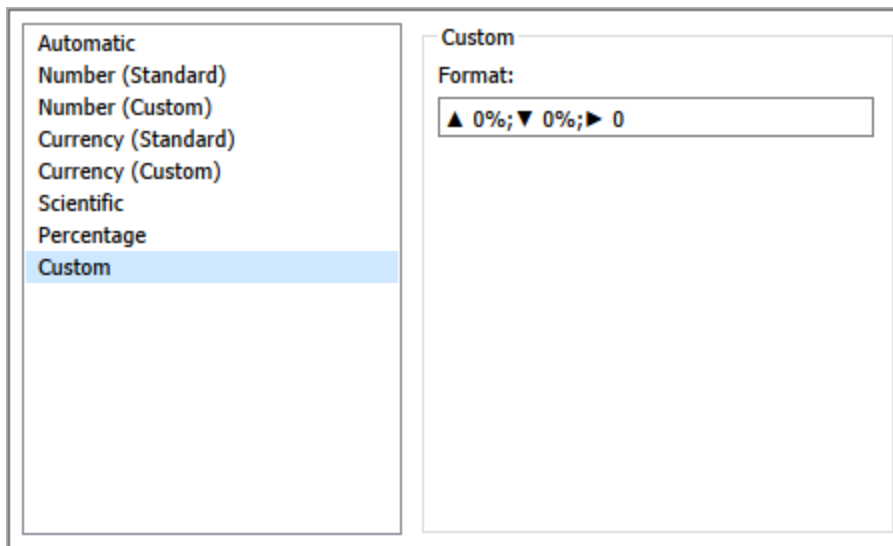 Automatic
Number (Standard)
Number (Custom)
Currency (Standard)
Currency (Custom)
Scientific
Percentage
Custom
Custom
Format:
▲ 0%;▼ 0%;► 0